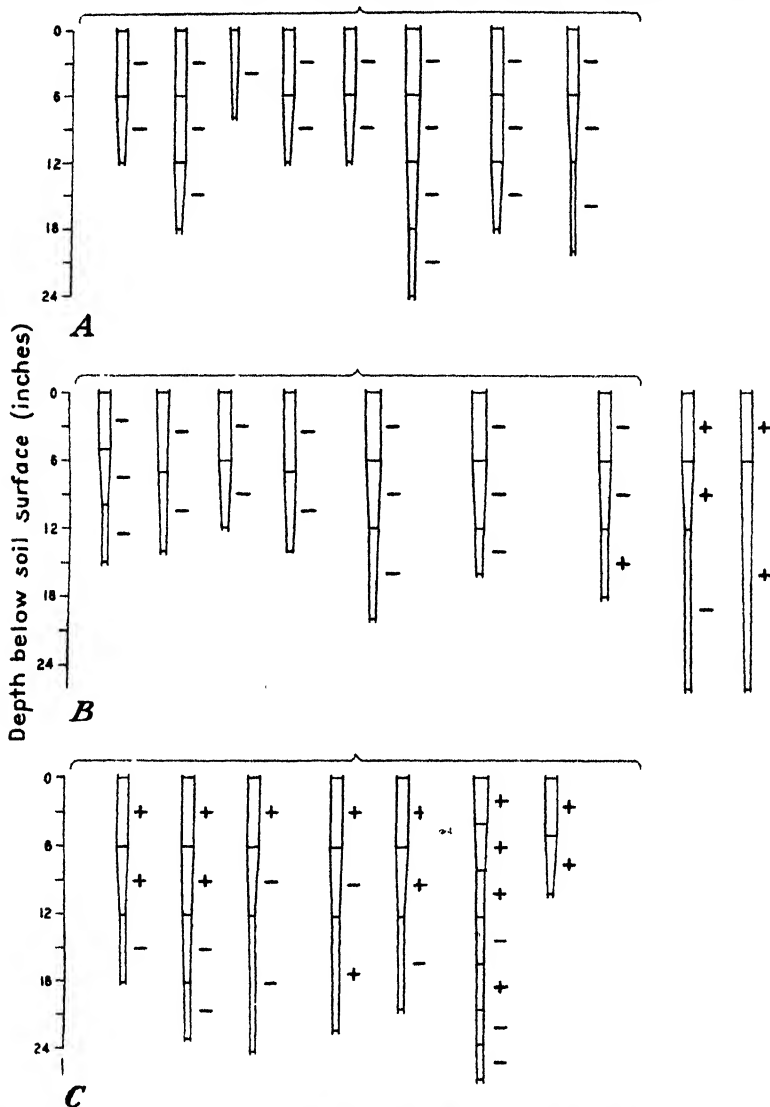 Depth below soil surface (inches)
0
6
12
18
24
− − − − − − − −
− − − − − − −
− − − −
−
A
0
6
12
18
24
− − − − − − − + +
− − − − − − − +
− − − + − +
B
0
6
12
18
24
+ + + + + + +
+ + − − + + +
− − − + − +
− −
+
−
−
C